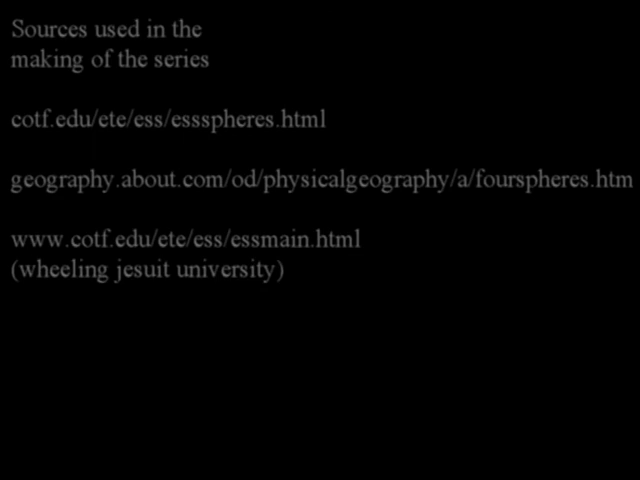 Sources used in the
making of the series
cotf.edu/ete/ess/essspheres.html
geography.about.com/od/physicalgeography/a/fourspheres.htm
www.cotf.edu/ete/ess/essmain.html
(wheeling jesuit university)